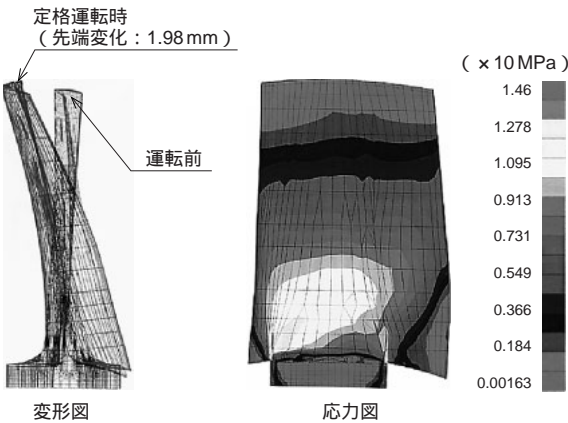 定格運転時
（先端変化：1.98 mm）
運転前
（×10 MPa）
1.46
1.278
1.095
0.913
0.731
0.549
0.366
0.184
0.00163
変形図
応力図